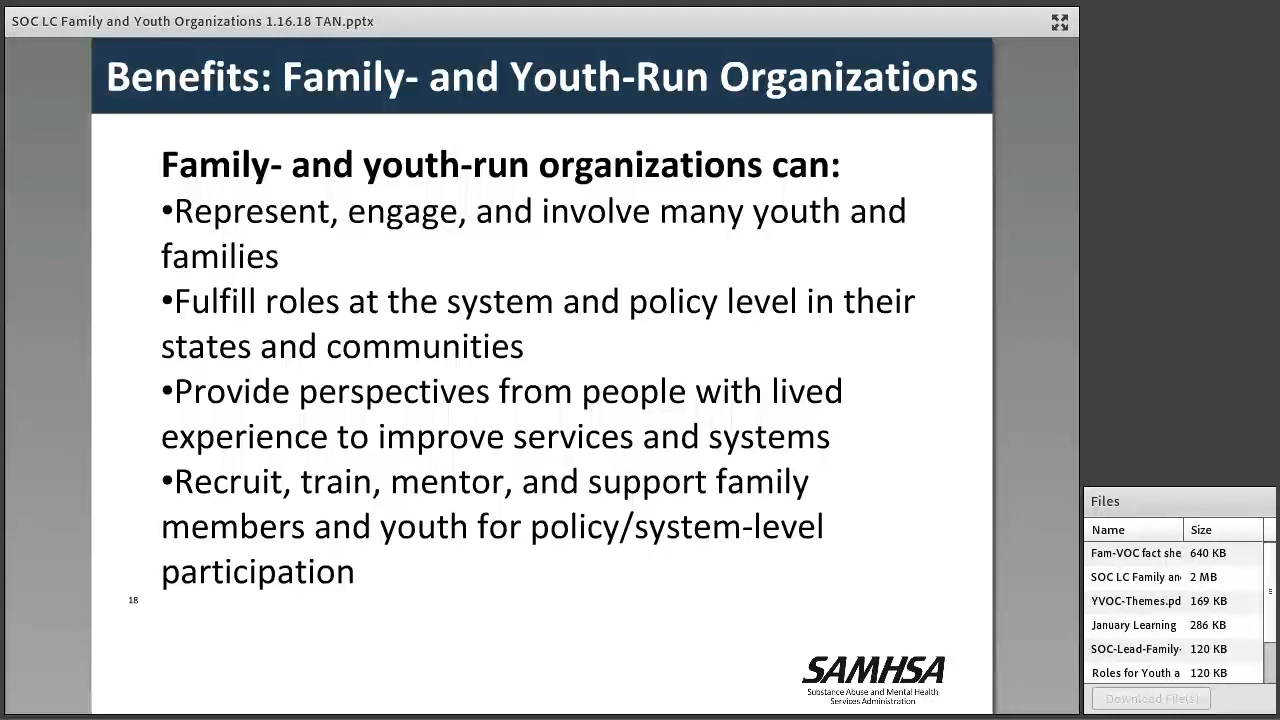 SOC LC Family and Youth Organizations 1.16.18 TAN.pptx
Benefits: Family- and Youth-Run Organizations
Family- and youth-run organizations can:
•Represent, engage, and involve many youth and
families
•Fulfill roles at the system and policy level in their
states and communities
•Provide perspectives from people with lived
experience to improve services and systems
•Recruit, train, mentor, and support family
members and youth for policy/system-level
participation
18
SAMHSA
Substance Abuse and Mental Health
Services Administration
Files
Name Size
Fam-VOC fact she 640 KB
SOC LC Family an 2 MB
YVOC-Themes.pd 169 KB
January Learning 286 KB
SOC-Lead-Family- 120 KB
Roles for Youth a 120 KB
Download File(s)